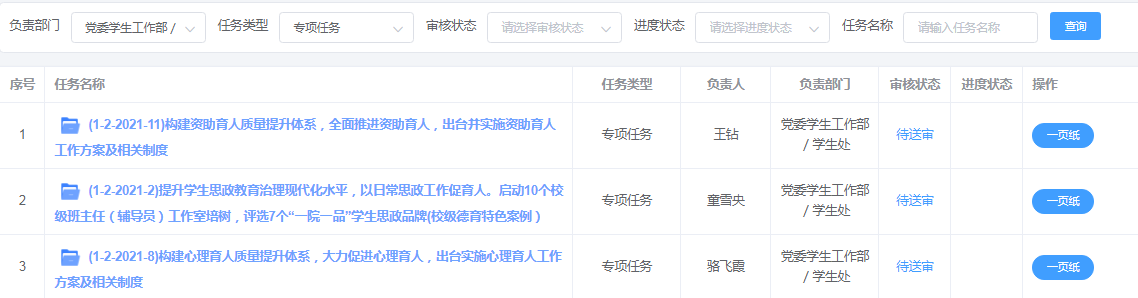 负责部门 党委学生工作部 / 任务类型 专项任务 审核状态 请选择审核状态 进度状态 请选择进度状态 任务名称 请输入任务名称 查询
序号 任务名称 任务类型 负责人 负责部门 审核状态 进度状态 操作
(1-2-2021-11)构建资助育人质量提升体系，全面推进资助育人，出台并实施资助育人 党委学生工作部
1 专项任务 王钻 待送审 一页纸
工作方案及相关制度 / 学生处
(1-2-2021-2)提升学生思政教育治理现代化水平，以日常思政工作促育人。启动10个校 党委学生工作部
2 专项任务 童雪央 待送审 一页纸
级班主任（辅导员）工作室培树，评选7个“一院一品”学生思政品牌(校级德育特色案例） / 学生处
(1-2-2021-8)构建心理育人质量提升体系，大力促进心理育人，出台实施心理育人工作 党委学生工作部
3 专项任务 骆飞霞 待送审 一页纸
方案及相关制度 / 学生处